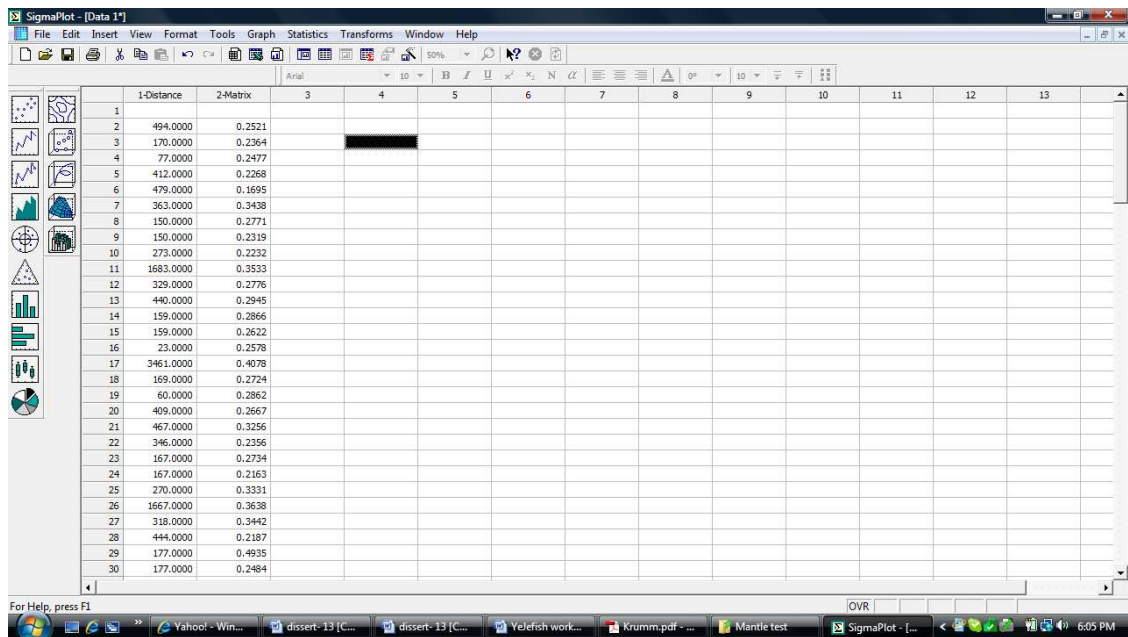 SigmaPlot - [Data 1*]
File Edit Insert View Format Tools Graph Statistics Transforms Window Help
50%
Arial 10 B I U x² x₂ N α A 0° 10
1-Distance 2-Matrix 3 4 5 6 7 8 9 10 11 12 13
1
2 494.0000 0.2521
3 170.0000 0.2364
4 77.0000 0.2477
5 412.0000 0.2268
6 479.0000 0.1695
7 363.0000 0.3438
8 150.0000 0.2771
9 150.0000 0.2319
10 273.0000 0.2232
11 1683.0000 0.3533
12 329.0000 0.2776
13 440.0000 0.2945
14 159.0000 0.2866
15 159.0000 0.2622
16 23.0000 0.2578
17 3461.0000 0.4078
18 169.0000 0.2724
19 60.0000 0.2862
20 409.0000 0.2667
21 467.0000 0.3256
22 346.0000 0.2356
23 167.0000 0.2734
24 167.0000 0.2163
25 270.0000 0.3331
26 1667.0000 0.3638
27 318.0000 0.3442
28 444.0000 0.2187
29 177.0000 0.4935
30 177.0000 0.2484
For Help, press F1 OVR
Yahoo! - Win... dissert- 13 [C... dissert- 13 [C... YeJefish work... Krumm.pdf - ... Mantle test SigmaPlot - [... 6:05 PM